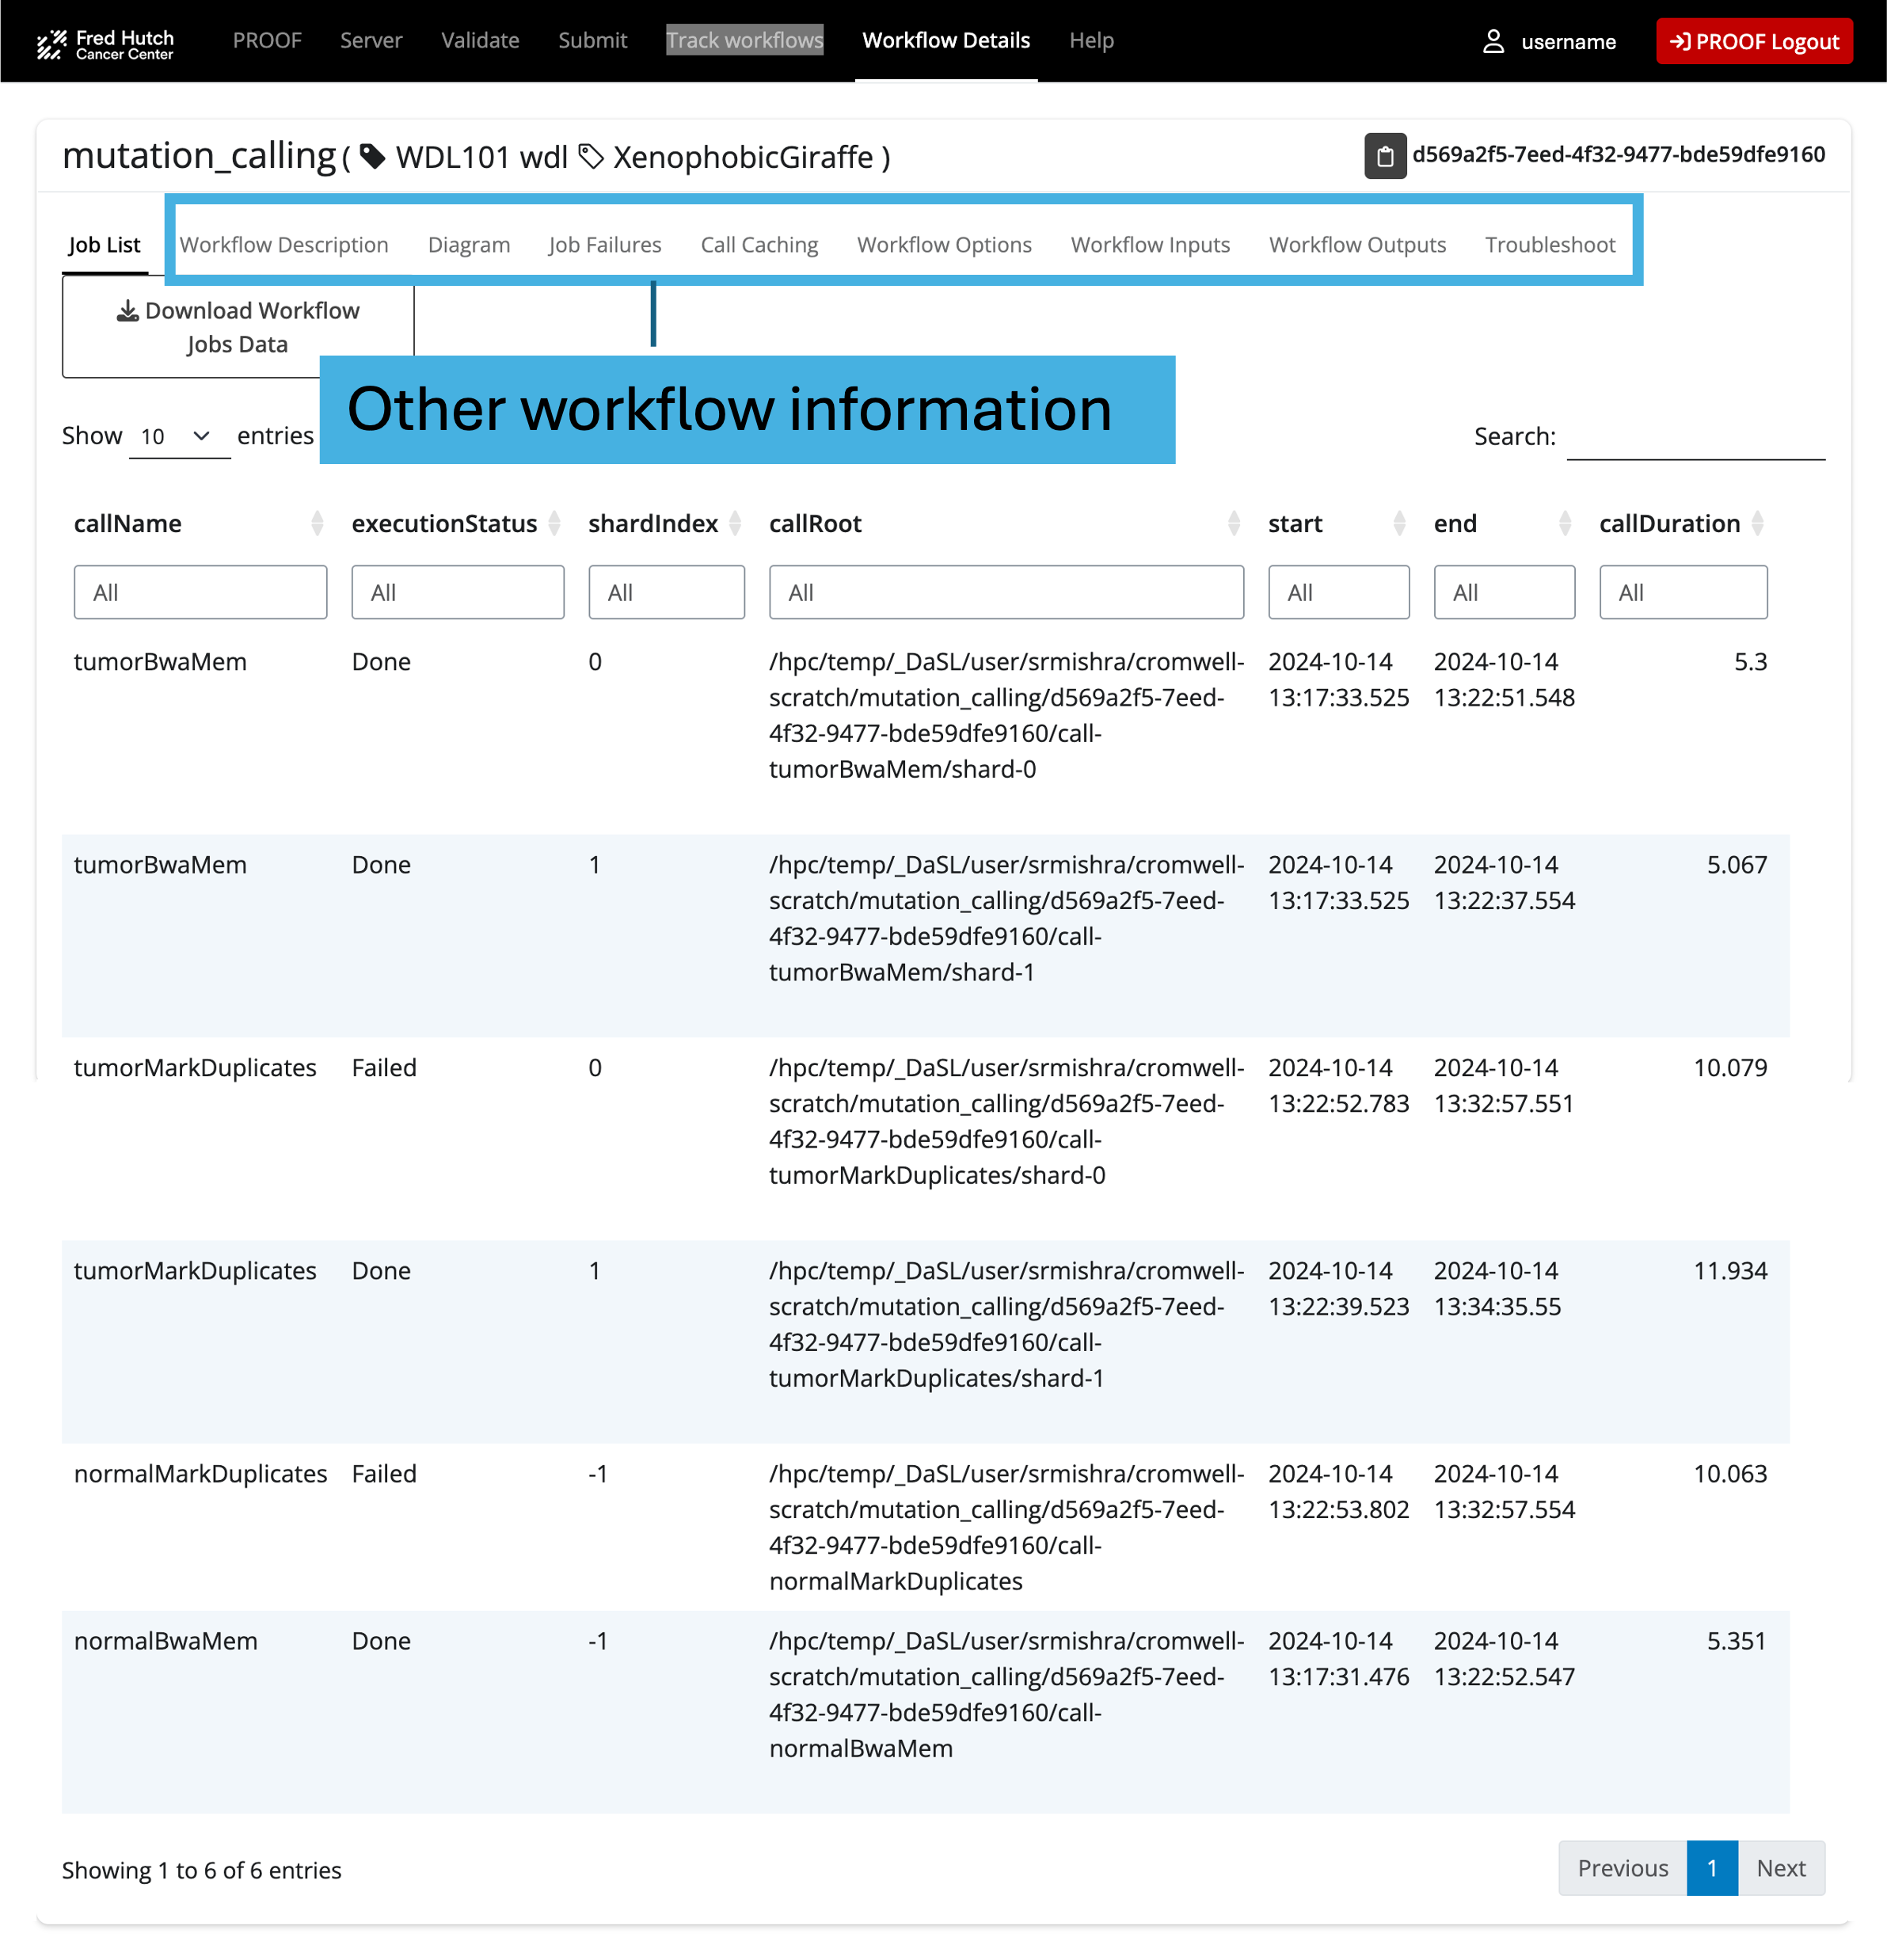 Fred Hutch
Cancer Center
PROOF Server Validate Submit Track workflows Workflow Details Help username PROOF Logout
mutation_calling ( WDL101 wdl XenophobicGiraffe ) d569a2f5-7eed-4f32-9477-bde59dfe9160
Job List Workflow Description Diagram Job Failures Call Caching Workflow Options Workflow Inputs Workflow Outputs Troubleshoot
Download Workflow
Jobs Data
Other workflow information
Show 10 entries Search:
callName executionStatus shardIndex callRoot start end callDuration
All All All All All All All
tumorBwaMem Done 0 /hpc/temp/_DaSL/user/srmishra/cromwell- 2024-10-14 2024-10-14 5.3
scratch/mutation_calling/d569a2f5-7eed- 13:17:33.525 13:22:51.548
4f32-9477-bde59dfe9160/call-
tumorBwaMem/shard-0
tumorBwaMem Done 1 /hpc/temp/_DaSL/user/srmishra/cromwell- 2024-10-14 2024-10-14 5.067
scratch/mutation_calling/d569a2f5-7eed- 13:17:33.525 13:22:37.554
4f32-9477-bde59dfe9160/call-
tumorBwaMem/shard-1
tumorMarkDuplicates Failed 0 /hpc/temp/_DaSL/user/srmishra/cromwell- 2024-10-14 2024-10-14 10.079
scratch/mutation_calling/d569a2f5-7eed- 13:22:52.783 13:32:57.551
4f32-9477-bde59dfe9160/call-
tumorMarkDuplicates/shard-0
tumorMarkDuplicates Done 1 /hpc/temp/_DaSL/user/srmishra/cromwell- 2024-10-14 2024-10-14 11.934
scratch/mutation_calling/d569a2f5-7eed- 13:22:39.523 13:34:35.55
4f32-9477-bde59dfe9160/call-
tumorMarkDuplicates/shard-1
normalMarkDuplicates Failed -1 /hpc/temp/_DaSL/user/srmishra/cromwell- 2024-10-14 2024-10-14 10.063
scratch/mutation_calling/d569a2f5-7eed- 13:22:53.802 13:32:57.554
4f32-9477-bde59dfe9160/call-
normalMarkDuplicates
normalBwaMem Done -1 /hpc/temp/_DaSL/user/srmishra/cromwell- 2024-10-14 2024-10-14 5.351
scratch/mutation_calling/d569a2f5-7eed- 13:17:31.476 13:22:52.547
4f32-9477-bde59dfe9160/call-
normalBwaMem
Showing 1 to 6 of 6 entries Previous 1 Next